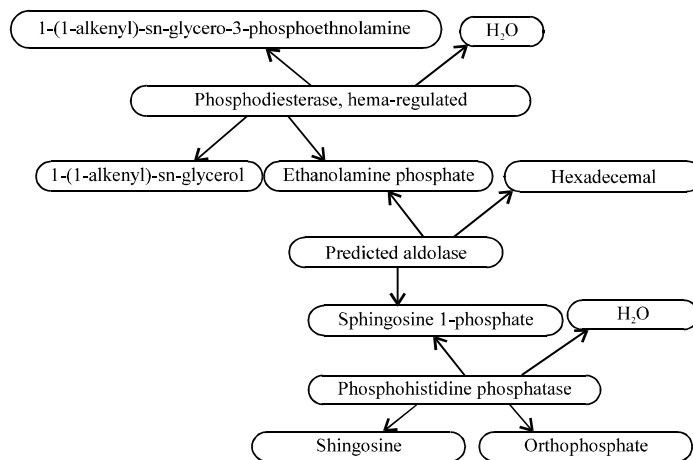 1-(1-alkenyl)-sn-glycero-3-phosphoethnolamine
H₂O
Phosphodiesterase, hema-regulated
1-(1-alkenyl)-sn-glycerol
Ethanolamine phosphate
Hexadecemal
Predicted aldolase
Sphingosine 1-phosphate
H₂O
Phosphohistidine phosphatase
Shingosine
Orthophosphate